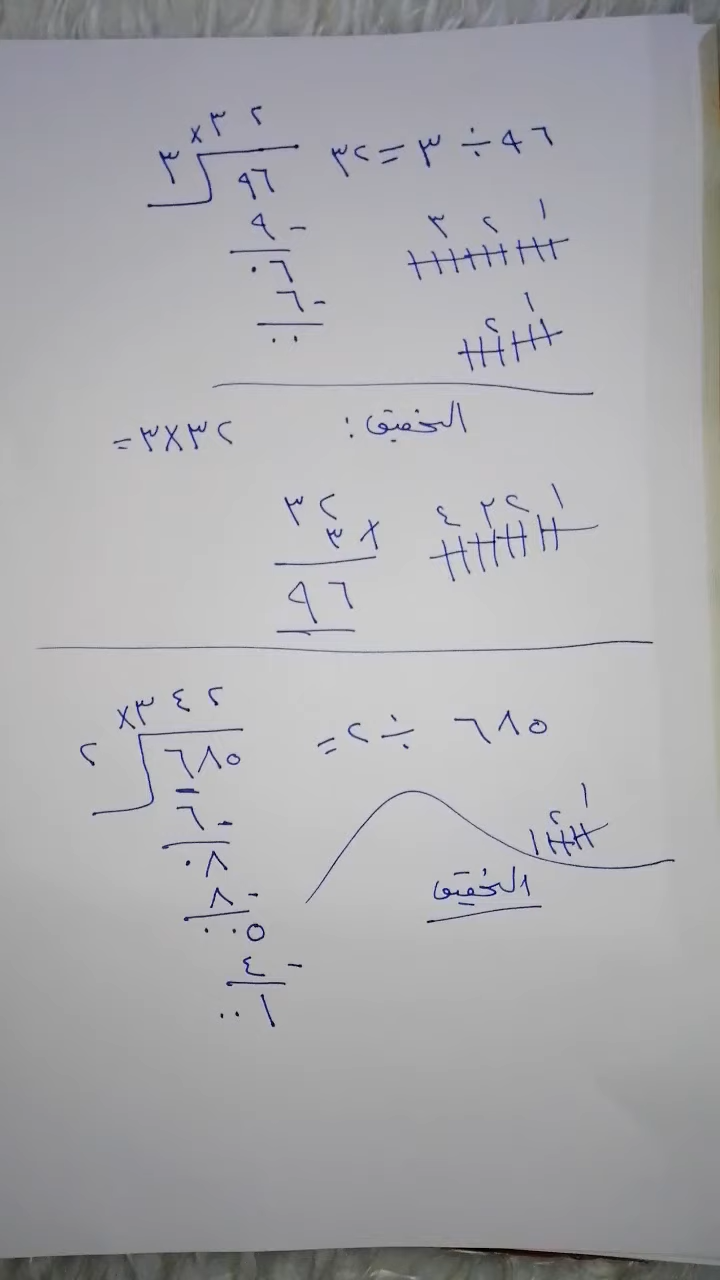 ٩٦ ÷ ٣ = ٣٢
×٣ ٢
٣ ٩٦
٩ -
٠٦
٦ -
٠٠
١ ٢ ٣
١ ٢
التحقيق:
٣٢ × ٣ =
٣٢
× ٣
٩٦
١ ٢ ٣ ٤
٦٨٥ ÷ ٢ =
×٣ ٤ ٢
٢ ٦٨٥
٦ -
٠٨
٨ -
٠٠٥
٤ -
٠٠١
١ ٢
التحقيق